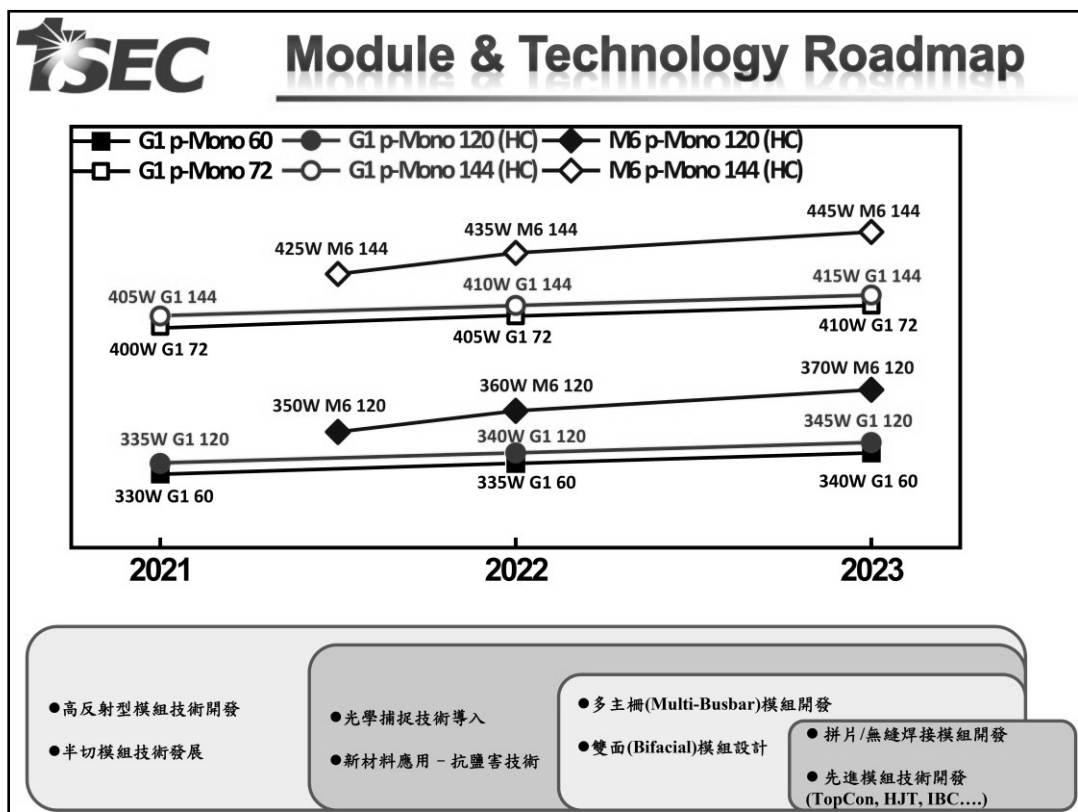 TSEC
Module & Technology Roadmap
G1 p-Mono 60 G1 p-Mono 120 (HC) M6 p-Mono 120 (HC)
G1 p-Mono 72 G1 p-Mono 144 (HC) M6 p-Mono 144 (HC)
445W M6 144
435W M6 144
425W M6 144
415W G1 144
405W G1 144
410W G1 144
400W G1 72
405W G1 72
410W G1 72
370W M6 120
360W M6 120
350W M6 120
345W G1 120
335W G1 120
340W G1 120
330W G1 60
335W G1 60
340W G1 60
2021 2022 2023
●高反射型模組技術開發
●半切模組技術發展
●光學捕捉技術導入
●新材料應用－抗鹽害技術
●多主柵(Multi-Busbar)模組開發
●雙面(Bifacial)模組設計
●拼片/無縫焊接模組開發
●先進模組技術開發
(TopCon, HJT, IBC….)